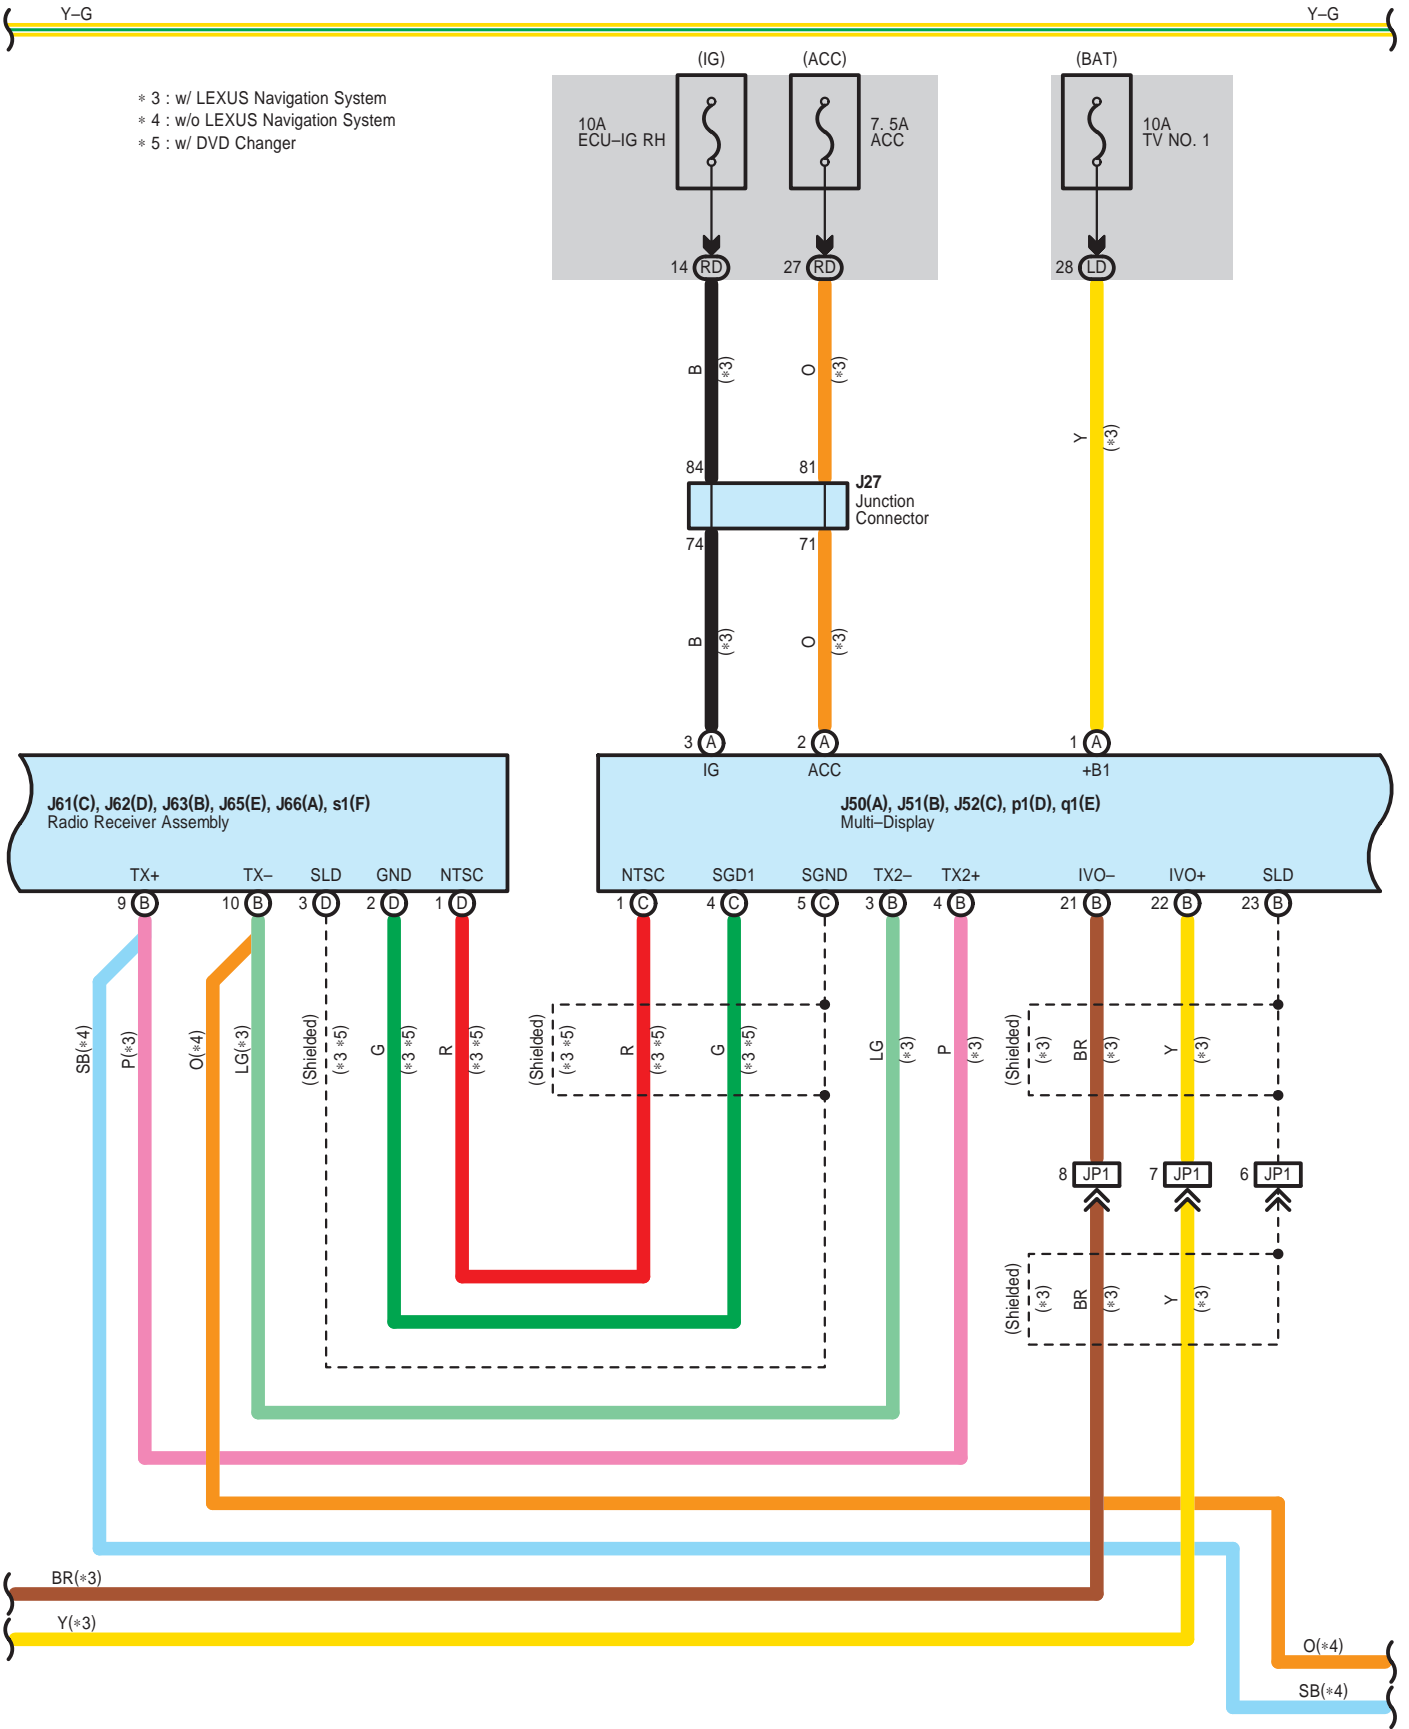 Y–G Y–G
(IG) (ACC) (BAT)
∗ 3 : w/ LEXUS Navigation System
∗ 4 : w/o LEXUS Navigation System
∗ 5 : w/ DVD Changer
10A
ECU–IG RH
7. 5A
ACC
10A
TV NO. 1
14 RD 27 RD 28 LD
B (∗3) O (∗3)
Y (∗3)
84 81
J27
Junction
Connector
74 71
B (∗3) O (∗3)
3 A 2 A 1 A
IG ACC +B1
J61(C), J62(D), J63(B), J65(E), J66(A), s1(F)
Radio Receiver Assembly
J50(A), J51(B), J52(C), p1(D), q1(E)
Multi–Display
TX+ TX– SLD GND NTSC NTSC SGD1 SGND TX2– TX2+ IVO– IVO+ SLD
9 B 10 B 3 D 2 D 1 D 1 C 4 C 5 C 3 B 4 B 21 B 22 B 23 B
SB(∗4) P(∗3) O(∗4) LG(∗3) (Shielded) (∗3 ∗5) G (∗3 ∗5) R (∗3 ∗5) (Shielded) (∗3 ∗5) R (∗3 ∗5) G (∗3 ∗5) LG (∗3) P (∗3) (Shielded) (∗3) BR (∗3) Y (∗3)
8 JP1 7 JP1 6 JP1
(Shielded) (∗3) BR (∗3) Y (∗3)
BR(∗3)
Y(∗3)
O(∗4)
SB(∗4)